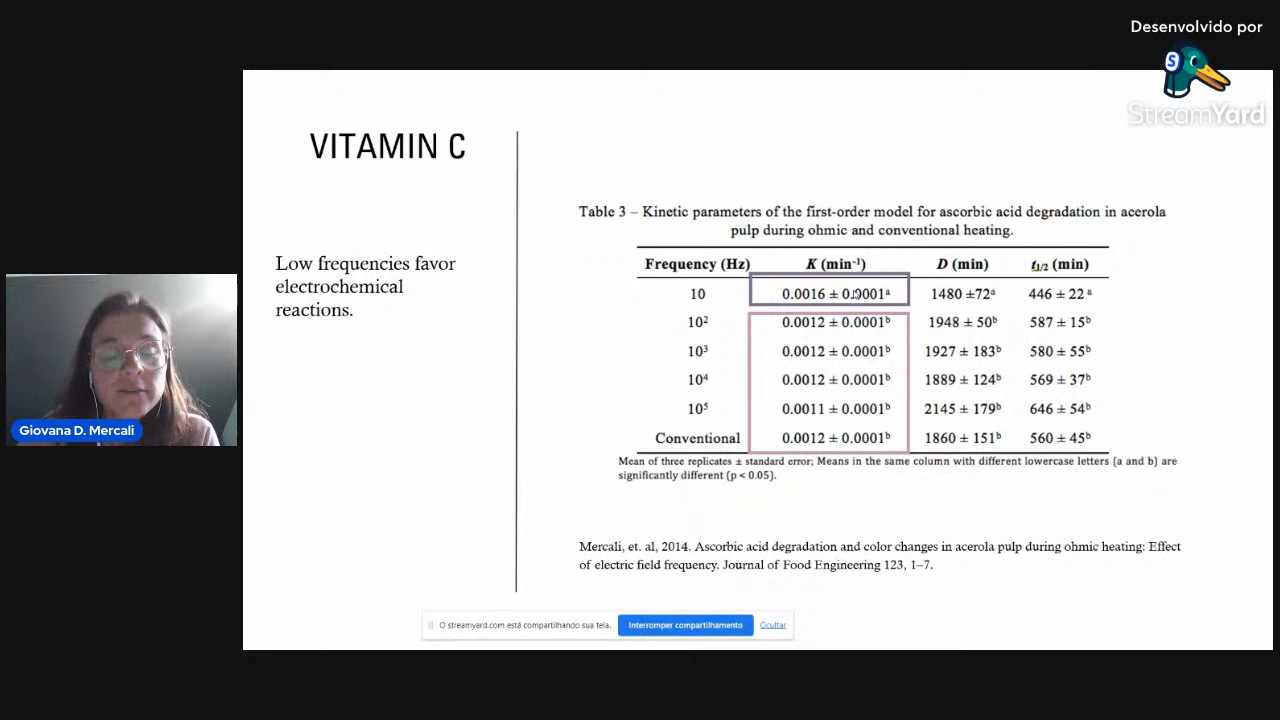 Desenvolvido por
StreamYard
VITAMIN C
Low frequencies favor
electrochemical
reactions.
Table 3 – Kinetic parameters of the first-order model for ascorbic acid degradation in acerola
pulp during ohmic and conventional heating.
Frequency (Hz) K (min⁻¹) D (min) t₁/₂ (min)
10 0.0016 ± 0.0001ᵃ 1480 ±72ᵃ 446 ± 22 ᵃ
10² 0.0012 ± 0.0001ᵇ 1948 ± 50ᵇ 587 ± 15ᵇ
10³ 0.0012 ± 0.0001ᵇ 1927 ± 183ᵇ 580 ± 55ᵇ
10⁴ 0.0012 ± 0.0001ᵇ 1889 ± 124ᵇ 569 ± 37ᵇ
10⁵ 0.0011 ± 0.0001ᵇ 2145 ± 179ᵇ 646 ± 54ᵇ
Conventional 0.0012 ± 0.0001ᵇ 1860 ± 151ᵇ 560 ± 45ᵇ
Mean of three replicates ± standard error; Means in the same column with different lowercase letters (a and b) are
significantly different (p < 0.05).
Mercali, et. al, 2014. Ascorbic acid degradation and color changes in acerola pulp during ohmic heating: Effect
of electric field frequency. Journal of Food Engineering 123, 1–7.
Giovana D. Mercali
O streamyard.com está compartilhando sua tela. Interromper compartilhamento Ocultar